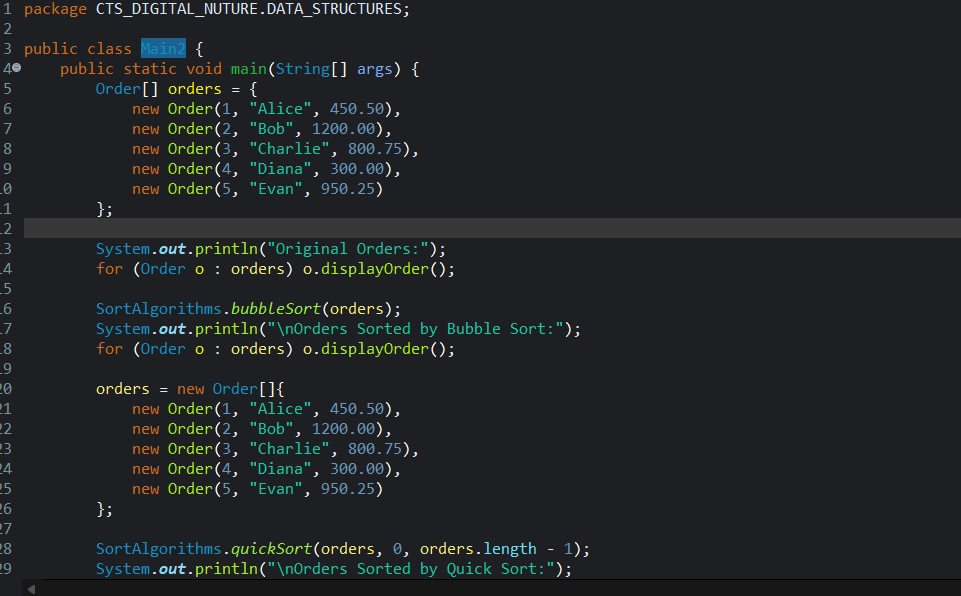 1 package CTS_DIGITAL_NUTURE.DATA_STRUCTURES;
2
3 public class Main2 {
4 public static void main(String[] args) {
5 Order[] orders = {
6 new Order(1, "Alice", 450.50),
7 new Order(2, "Bob", 1200.00),
8 new Order(3, "Charlie", 800.75),
9 new Order(4, "Diana", 300.00),
10 new Order(5, "Evan", 950.25)
11 };
12
13 System.out.println("Original Orders:");
14 for (Order o : orders) o.displayOrder();
15
16 SortAlgorithms.bubbleSort(orders);
17 System.out.println("\nOrders Sorted by Bubble Sort:");
18 for (Order o : orders) o.displayOrder();
19
20 orders = new Order[]{
21 new Order(1, "Alice", 450.50),
22 new Order(2, "Bob", 1200.00),
23 new Order(3, "Charlie", 800.75),
24 new Order(4, "Diana", 300.00),
25 new Order(5, "Evan", 950.25)
26 };
27
28 SortAlgorithms.quickSort(orders, 0, orders.length - 1);
29 System.out.println("\nOrders Sorted by Quick Sort:");